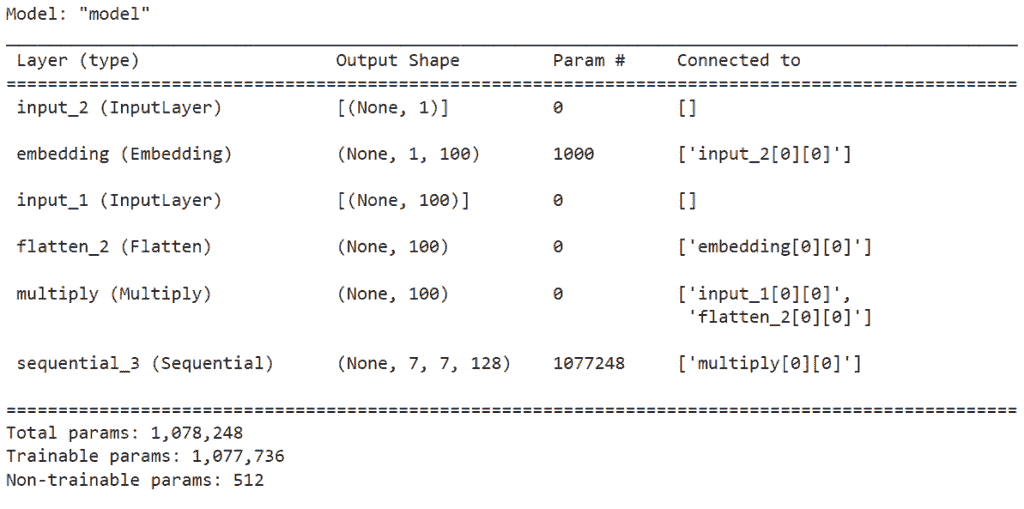 Model: "model"
Layer (type) Output Shape Param # Connected to
input_2 (InputLayer) [(None, 1)] 0 []
embedding (Embedding) (None, 1, 100) 1000 ['input_2[0][0]']
input_1 (InputLayer) [(None, 100)] 0 []
flatten_2 (Flatten) (None, 100) 0 ['embedding[0][0]']
multiply (Multiply) (None, 100) 0 ['input_1[0][0]',
'flatten_2[0][0]']
sequential_3 (Sequential) (None, 7, 7, 128) 1077248 ['multiply[0][0]']
Total params: 1,078,248
Trainable params: 1,077,736
Non-trainable params: 512